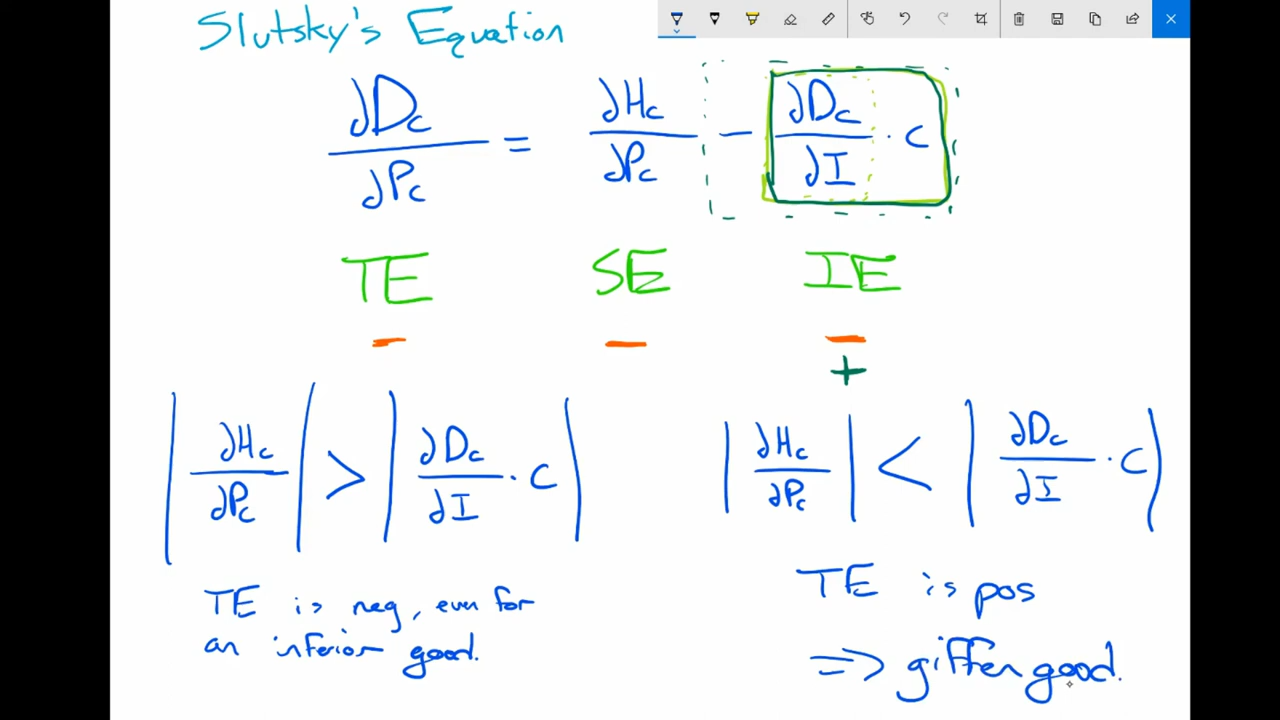 Slutsky's Equation
∂Dc/∂Pc = ∂Hc/∂Pc - ∂Dc/∂I · C
TE SE IE
- - -
+
|∂Hc/∂Pc| > |∂Dc/∂I · C|
|∂Hc/∂Pc| < |∂Dc/∂I · C|
TE is neg, even for
an inferior good.
TE is pos
=> giffen good.